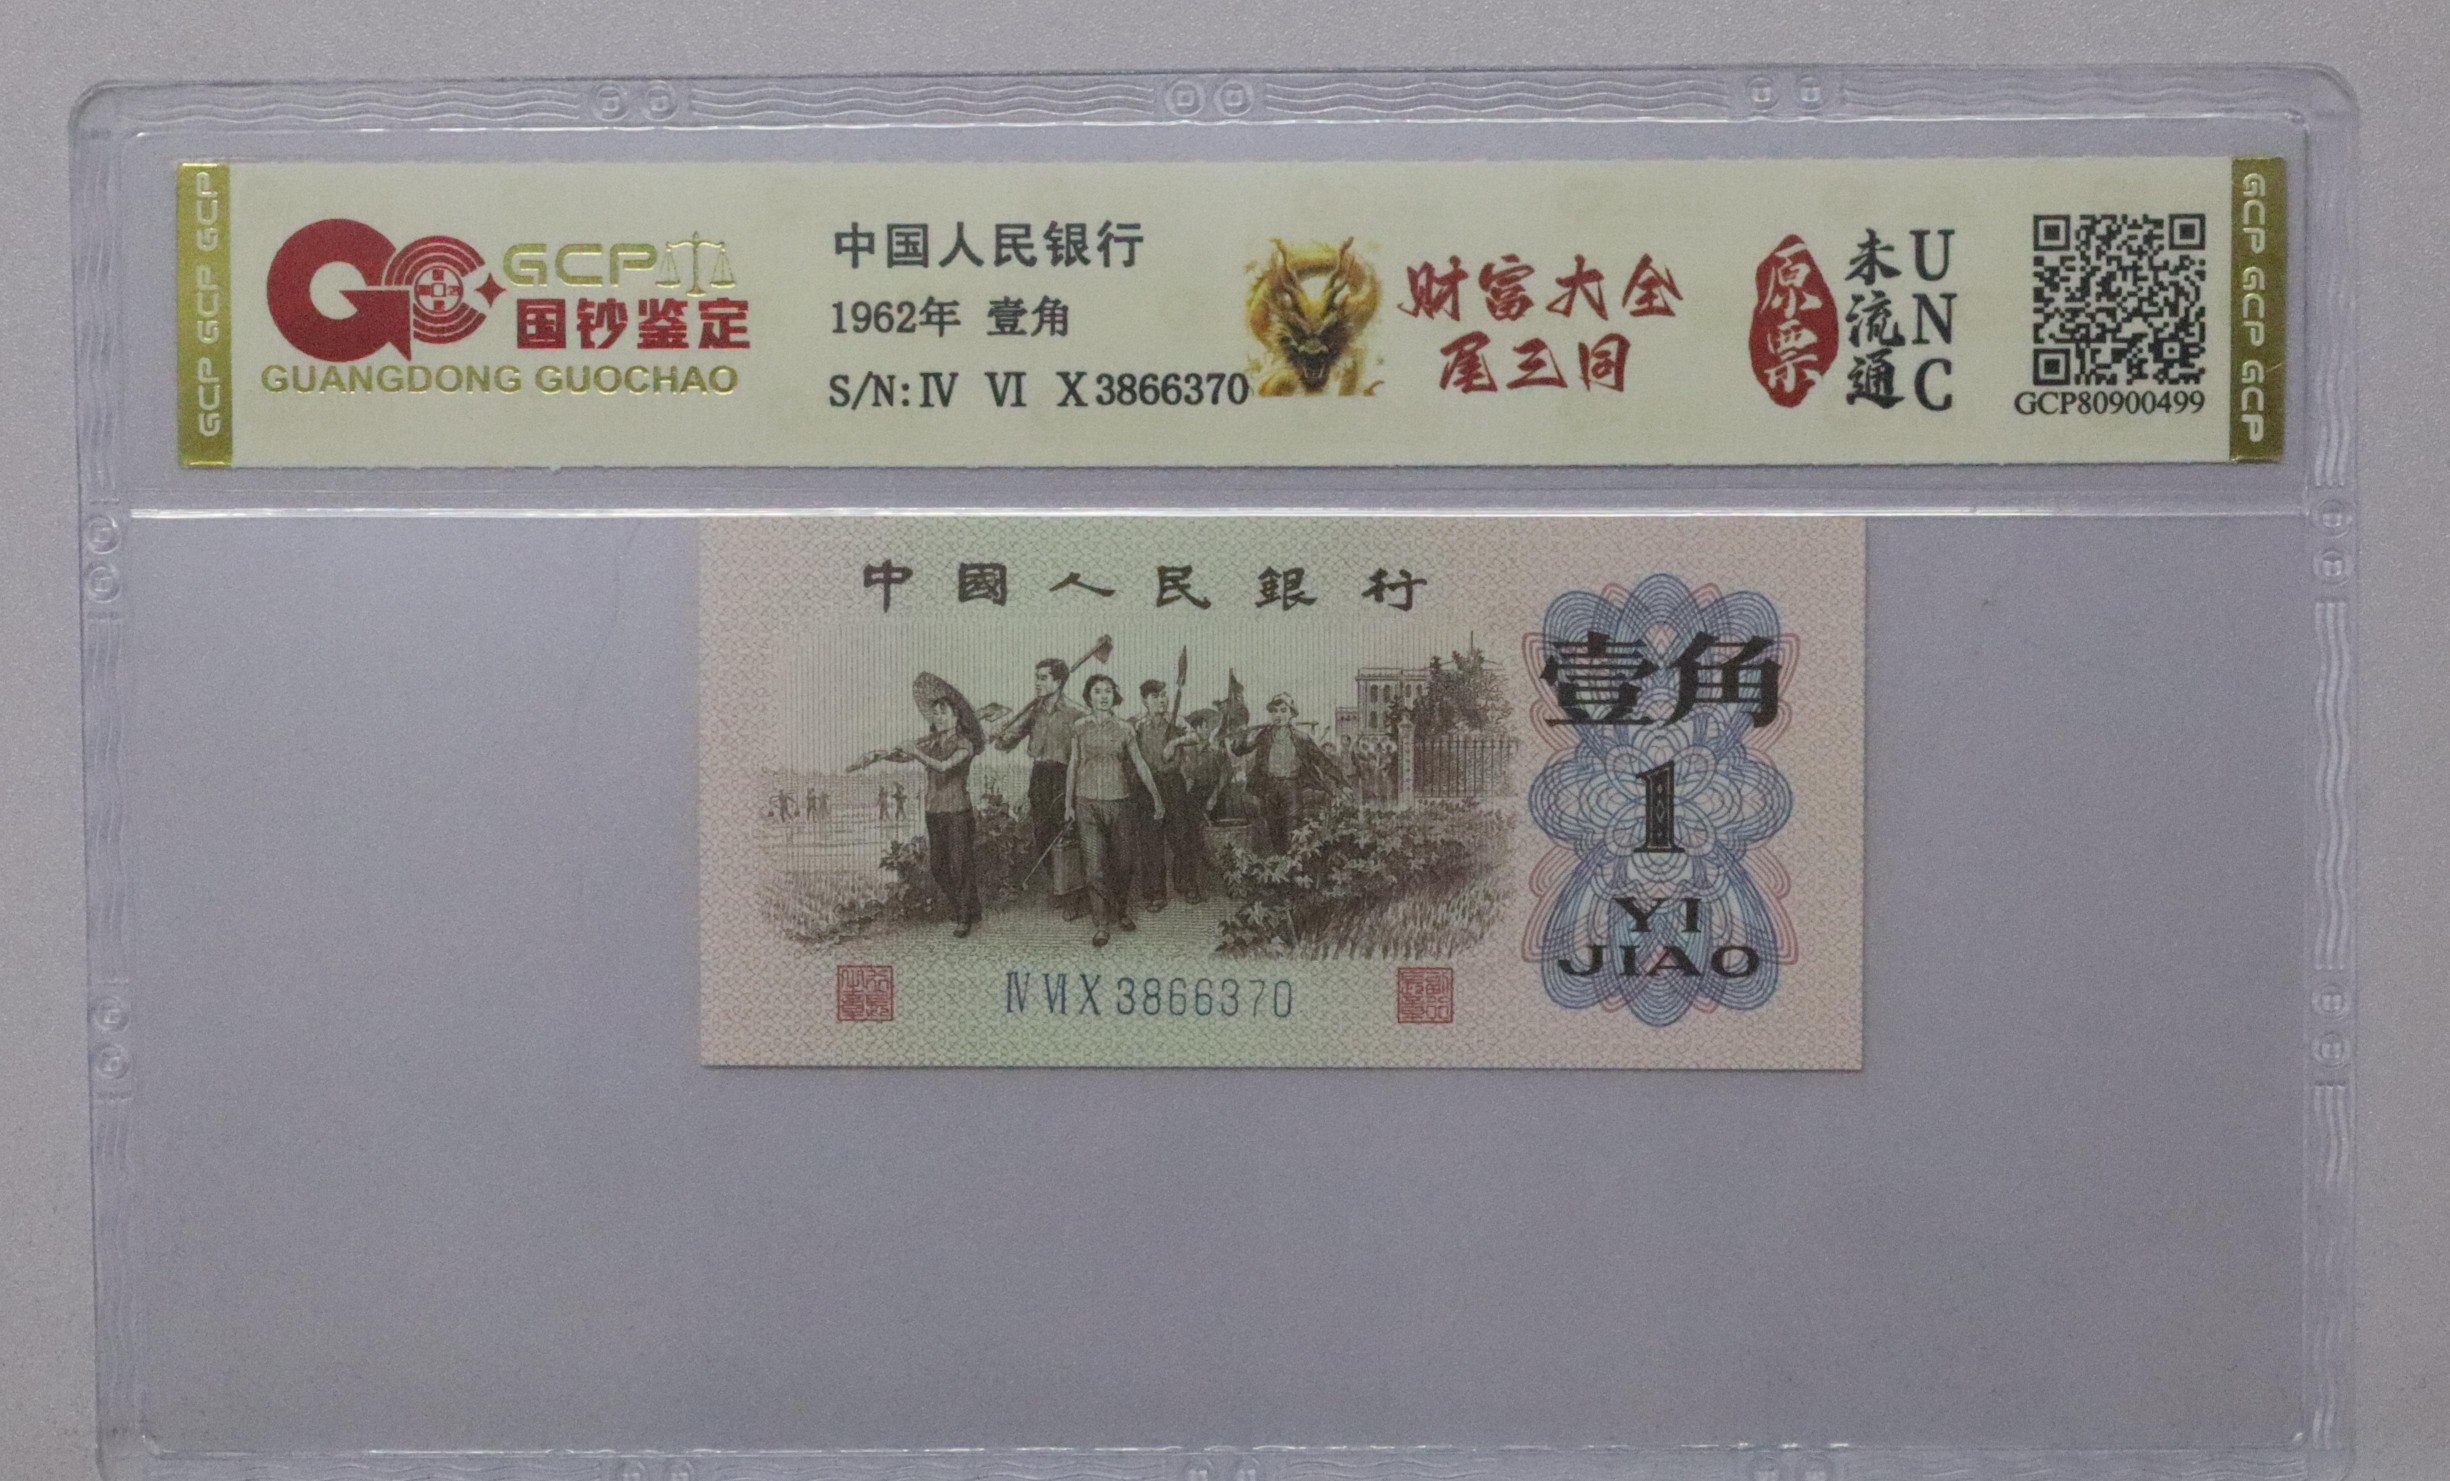 GCP GCP GCP
GCP
国钞鉴定
GUANGDONG GUOCHAO
中国人民银行
1962年 壹角
S/N: Ⅳ Ⅵ Ⅹ 3866370
财富大全
尾三同
原票
未流通
UNC
GCP80900499
GCP GCP GCP
中國人民銀行
壹角
1
YI
JIAO
Ⅳ Ⅵ Ⅹ 3866370